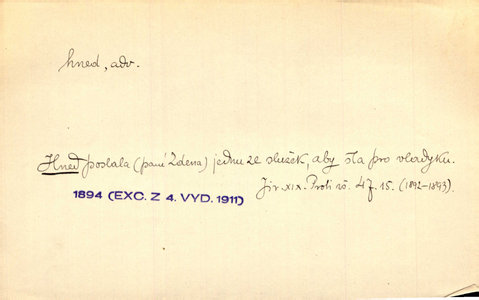 hned, adv.
Hned poslala (paní Zdena) jednu ze služek, aby šla pro vladyku.
Jir. XIX. Proti vš. 47. 15. (1892–1893).
1894 (EXC. Z 4. VYD. 1911)